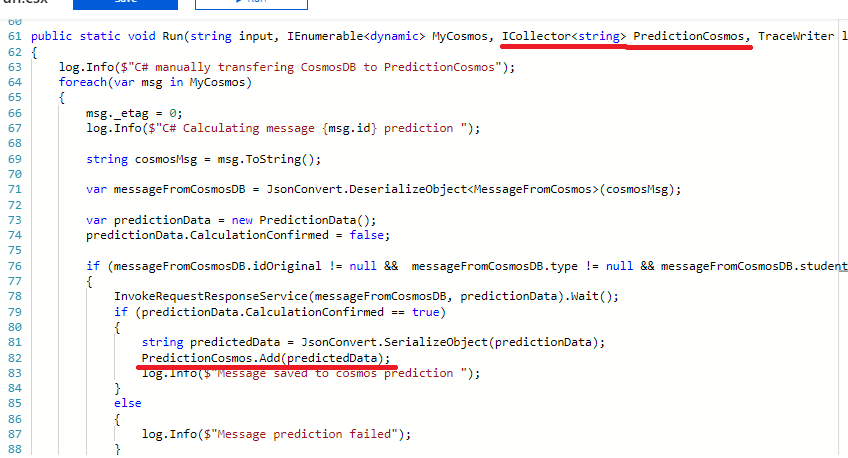 60
61 public static void Run(string input, IEnumerable<dynamic> MyCosmos, ICollector<string> PredictionCosmos, TraceWriter l
62 {
63 log.Info($"C# manually transfering CosmosDB to PredictionCosmos");
64 foreach(var msg in MyCosmos)
65 {
66 msg._etag = 0;
67 log.Info($"C# Calculating message {msg.id} prediction ");
68
69 string cosmosMsg = msg.ToString();
70
71 var messageFromCosmosDB = JsonConvert.DeserializeObject<MessageFromCosmos>(cosmosMsg);
72
73 var predictionData = new PredictionData();
74 predictionData.CalculationConfirmed = false;
75
76 if (messageFromCosmosDB.idOriginal != null && messageFromCosmosDB.type != null && messageFromCosmosDB.student
77 {
78 InvokeRequestResponseService(messageFromCosmosDB, predictionData).Wait();
79 if (predictionData.CalculationConfirmed == true)
80 {
81 string predictedData = JsonConvert.SerializeObject(predictionData);
82 PredictionCosmos.Add(predictedData);
83 log.Info($"Message saved to cosmos prediction ");
84 }
85 else
86 {
87 log.Info($"Message prediction failed");
88 }